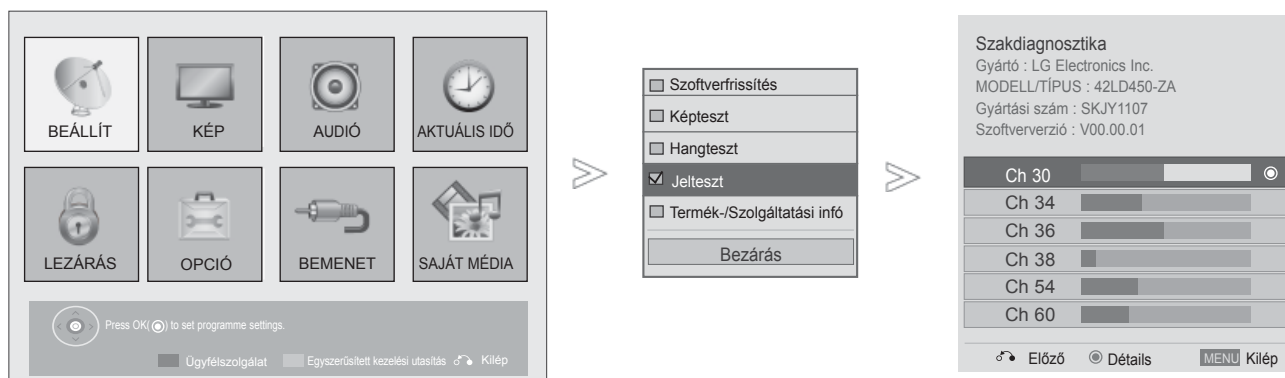 BEÁLLÍT
KÉP
AUDIÓ
AKTUÁLIS IDŐ
LEZÁRÁS
OPCIÓ
BEMENET
SAJÁT MÉDIA
Press OK(◉) to set programme settings.
Ügyfélszolgálat Egyszerűsített kezelési utasítás Kilép
Szoftverfrissítés
Képteszt
Hangteszt
Jelteszt
Termék-/Szolgáltatási infó
Bezárás
Szakdiagnosztika
Gyártó : LG Electronics Inc.
MODELL/TÍPUS : 42LD450-ZA
Gyártási szám : SKJY1107
Szoftververzió : V00.00.01
Ch 30
Ch 34
Ch 36
Ch 38
Ch 54
Ch 60
Előző ◉ Détails MENU Kilép